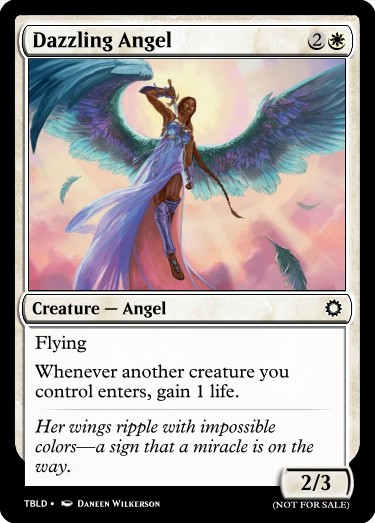 Dazzling Angel 2
Creature — Angel
Flying
Whenever another creature you
control enters, gain 1 life.
Her wings ripple with impossible
colors—a sign that a miracle is on the
way.
2/3
TBLD • Daneen Wilkerson
(NOT FOR SALE)